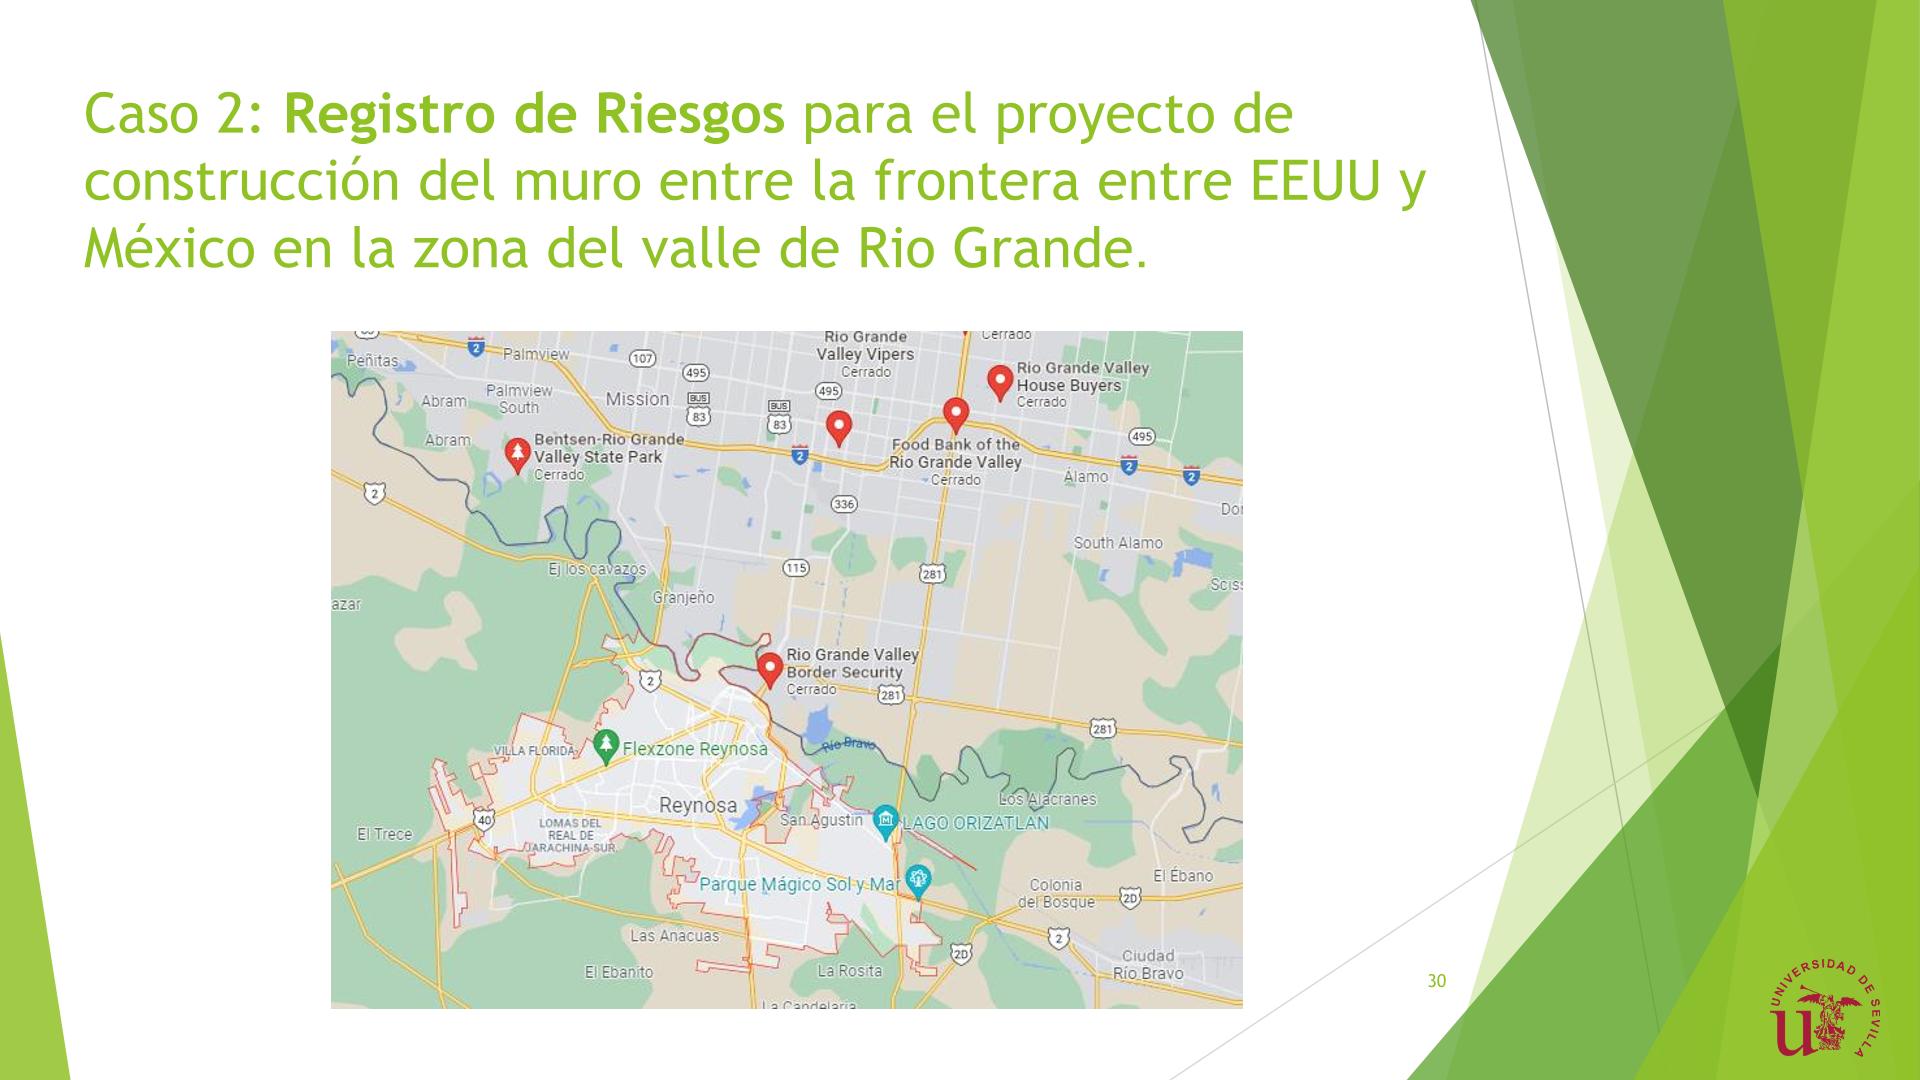 Caso 2: Registro de Riesgos para el proyecto de
construcción del muro entre la frontera entre EEUU y
México en la zona del valle de Rio Grande.
Rio Grande
Valley Vipers
Cerrado
Cerrado
Peñitas
2
Palmview
107
495
Rio Grande Valley
House Buyers
Cerrado
Abram
Palmview
South
Mission
BUS
83
BUS
83
495
Abram
Bentsen-Rio Grande
Valley State Park
Cerrado
2
Food Bank of the
Rio Grande Valley
Cerrado
495
2
Álamo
2
2
336
South Alamo
Ej los cavazos
115
281
Granjeño
azar
Rio Grande Valley
Border Security
Cerrado
2
281
281
VILLA FLORIDA
Flexzone Reynosa
Río Bravo
Reynosa
Los Alacranes
El Trece
40
LOMAS DEL
REAL DE
JARACHINA-SUR
San Agustin
LAGO ORIZATLAN
Parque Mágico Sol y Mar
Colonia
del Bosque
2D
El Ébano
Las Anacuas
2D
2
El Ebanito
La Rosita
Ciudad
Río Bravo
La Candelaria
30
UNIVERSIDAD DE SEVILLA